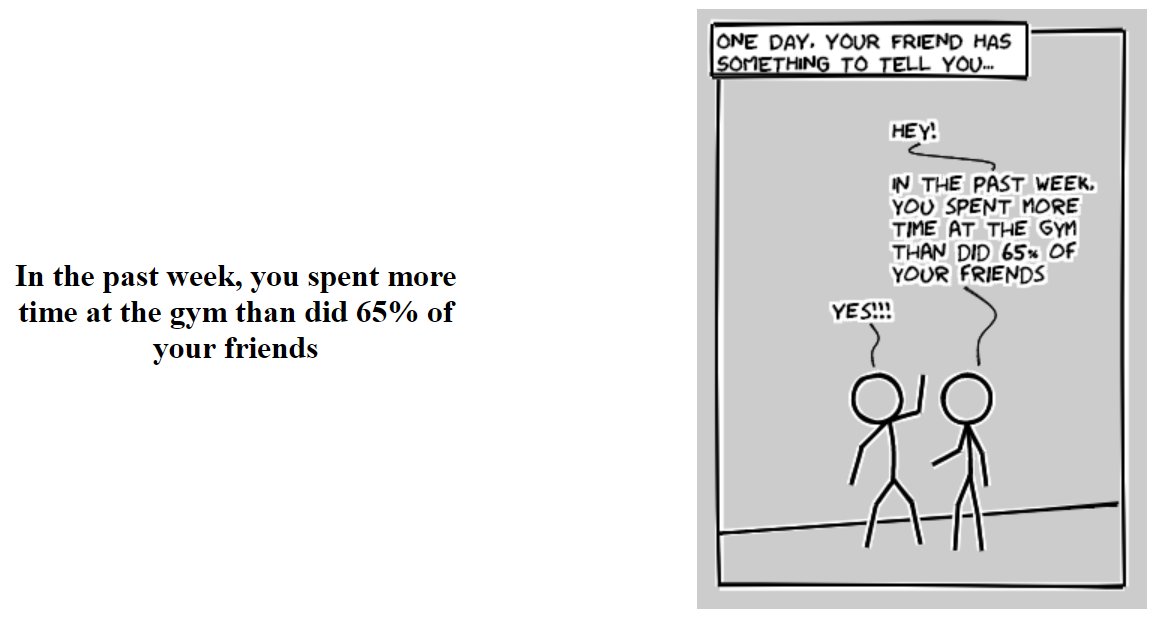 In the past week, you spent more
time at the gym than did 65% of
your friends
ONE DAY, YOUR FRIEND HAS
SOMETHING TO TELL YOU...
HEY!
IN THE PAST WEEK,
YOU SPENT MORE
TIME AT THE GYM
THAN DID 65% OF
YOUR FRIENDS
YES!!!